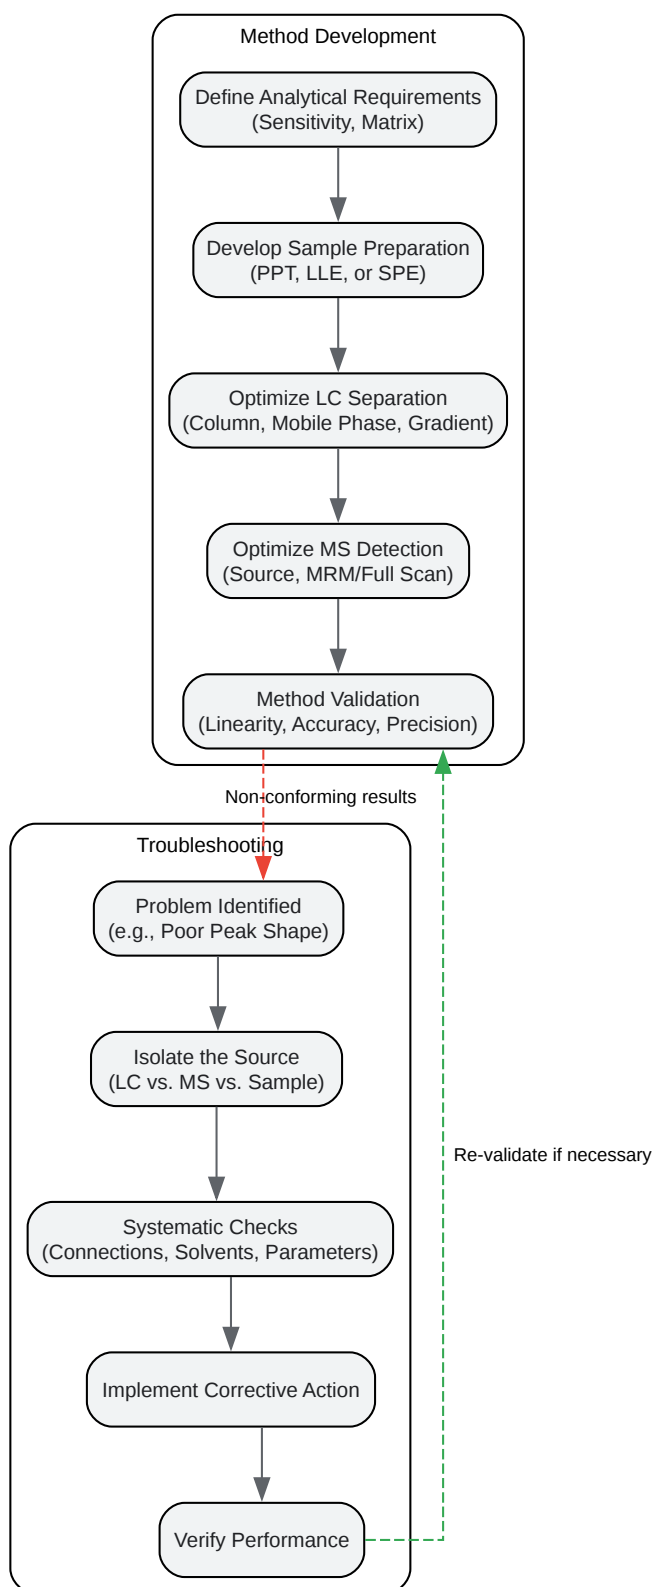 Method Development
Define Analytical Requirements
(Sensitivity, Matrix)
Develop Sample Preparation
(PPT, LLE, or SPE)
Optimize LC Separation
(Column, Mobile Phase, Gradient)
Optimize MS Detection
(Source, MRM/Full Scan)
Method Validation
(Linearity, Accuracy, Precision)
Non-conforming results
Troubleshooting
Problem Identified
(e.g., Poor Peak Shape)
Isolate the Source
(LC vs. MS vs. Sample)
Re-validate if necessary
Systematic Checks
(Connections, Solvents, Parameters)
Implement Corrective Action
Verify Performance